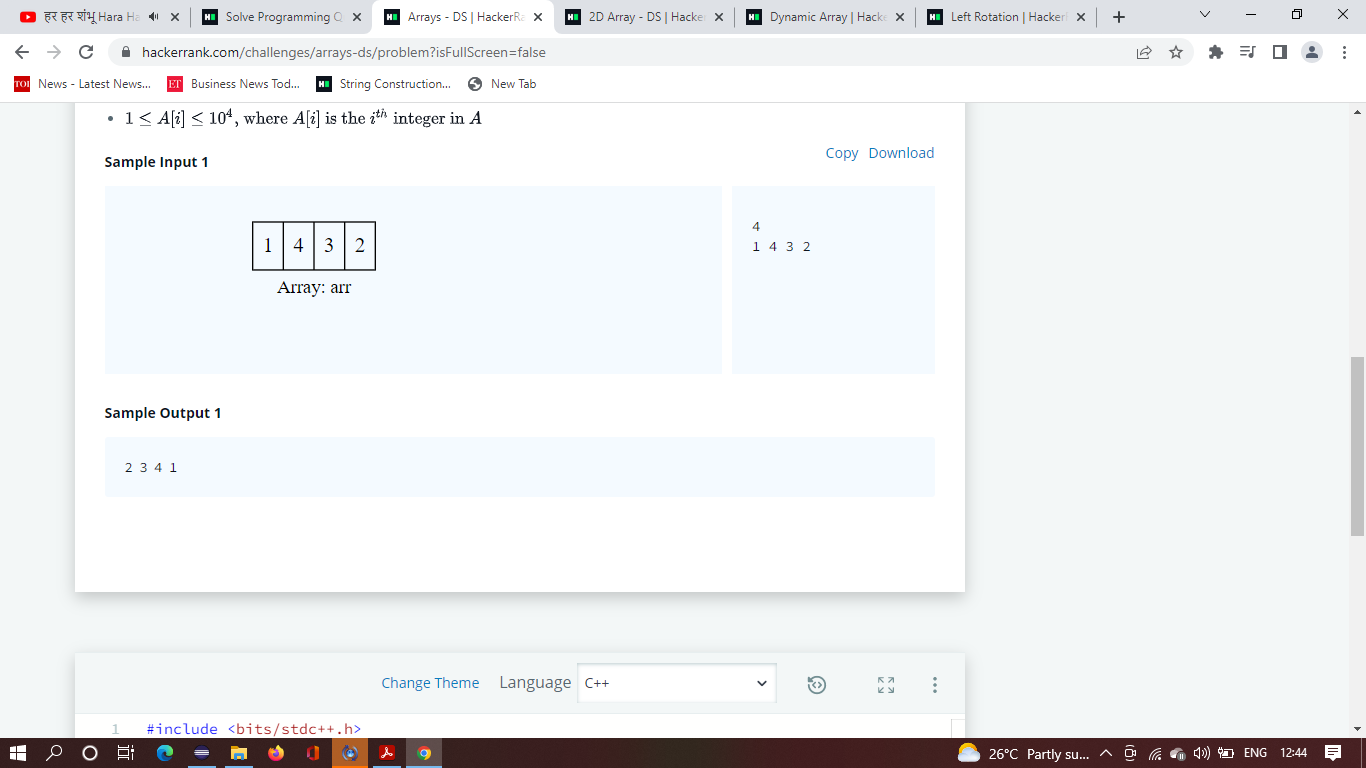 हर हर शंभू Hara Ha
Solve Programming Q
Arrays - DS | HackerRa
2D Array - DS | Hacker
Dynamic Array | Hacke
Left Rotation | HackerR
hackerrank.com/challenges/arrays-ds/problem?isFullScreen=false
TOI News - Latest News...
ET Business News Tod...
String Construction...
New Tab
• 1 ≤ A[i] ≤ 10⁴, where A[i] is the iᵗʰ integer in A
Sample Input 1
Copy Download
1 4 3 2
Array: arr
4
1 4 3 2
Sample Output 1
2 3 4 1
Change Theme Language C++
1 #include <bits/stdc++.h>
26°C Partly su... ENG 12:44